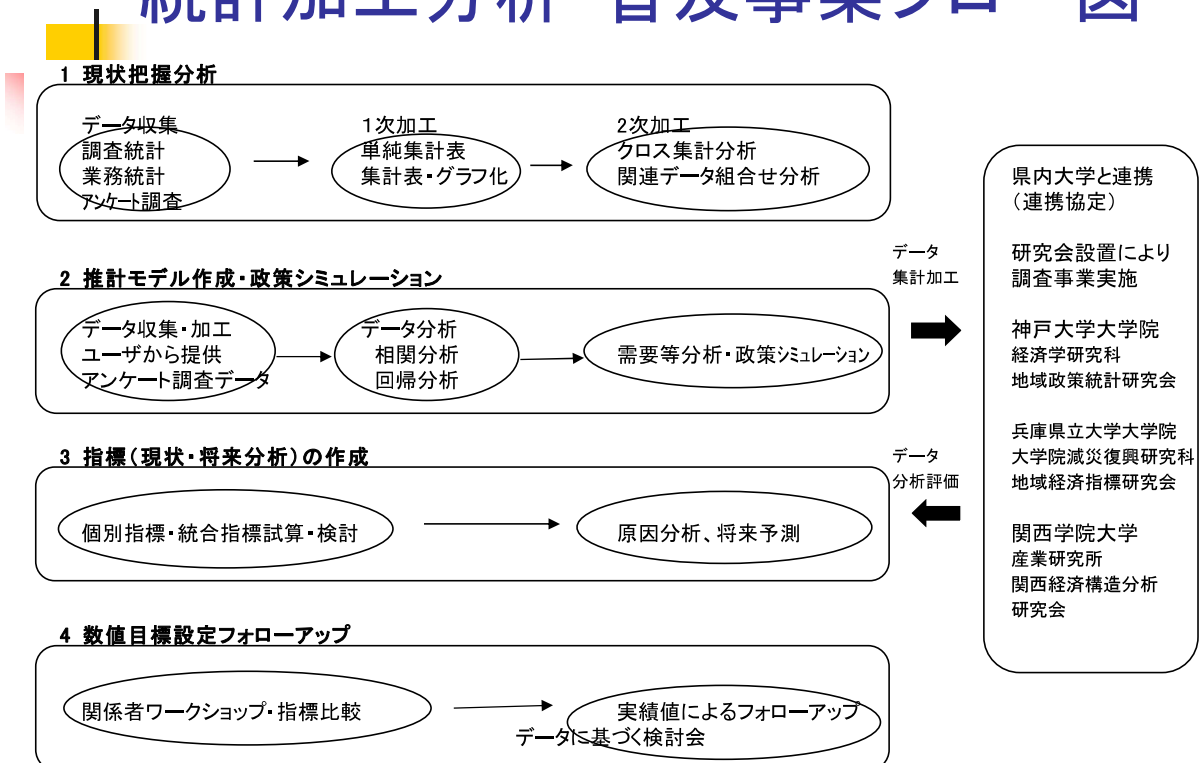 統計加工分析 普及事業フロー図
1 現状把握分析
データ収集
調査統計
業務統計
アンケート調査
1次加工
単純集計表
集計表・グラフ化
2次加工
クロス集計分析
関連データ組合せ分析
2 推計モデル作成・政策シミュレーション
データ収集・加工
ユーザから提供
アンケート調査データ
データ分析
相関分析
回帰分析
需要等分析・政策シミュレーション
3 指標(現状・将来分析)の作成
個別指標・統合指標試算・検討
原因分析、将来予測
4 数値目標設定フォローアップ
関係者ワークショップ・指標比較
実績値によるフォローアップ
データに基づく検討会
データ
集計加工
データ
分析評価
県内大学と連携
(連携協定)
研究会設置により
調査事業実施
神戸大学大学院
経済学研究科
地域政策統計研究会
兵庫県立大学大学院
大学院減災復興研究科
地域経済指標研究会
関西学院大学
産業研究所
関西経済構造分析
研究会